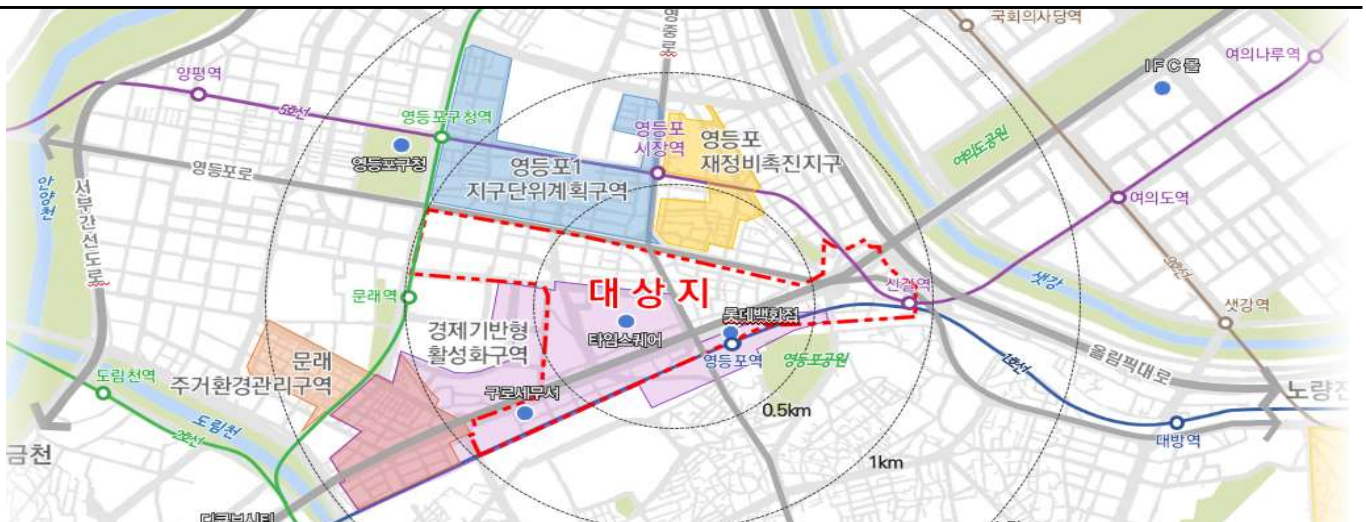 국회의사당역
여의나루역
IFC몰
양평역
5호선
영등포구청역
영등포
시장역
영등포
재정비촉진지구
여의도공원
영등포구청
영등포로
영등포1
지구단위계획구역
안양천
서부간선도로
여의도역
9호선
샛강
샛강역
신길역
대상지
문래역
타임스퀘어
롯데백화점
영등포역
영등포공원
경제기반형
활성화구역
문래
주거환경관리구역
구로세무서
도림천역
도림천
2호선
1호선
올림픽대로
노량진
대방역
0.5km
1km
금천